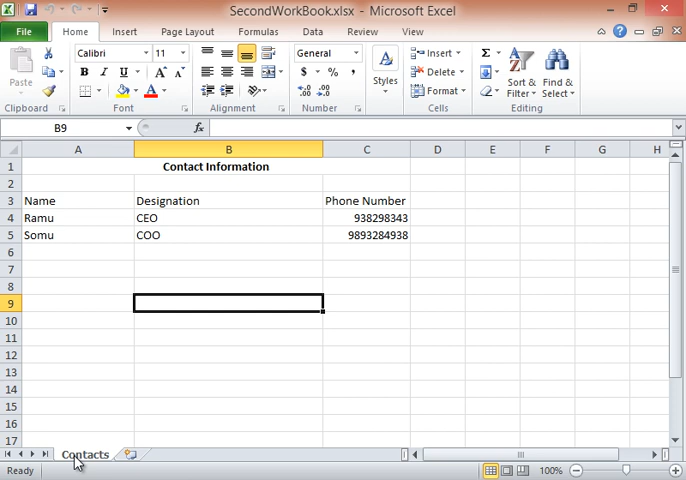 SecondWorkBook.xlsx - Microsoft Excel
File Home Insert Page Layout Formulas Data Review View
Calibri 11 General Insert Σ
Paste B I U A A $ % , Styles Delete Sort & Filter Find & Select
A Format
Clipboard Font Alignment Number Cells Editing
B9 fx
A B C D E F G H
1 Contact Information
2
3 Name Designation Phone Number
4 Ramu CEO 938298343
5 Somu COO 9893284938
6
7
8
9
10
11
12
13
14
15
16
17
Contacts
Ready 100%